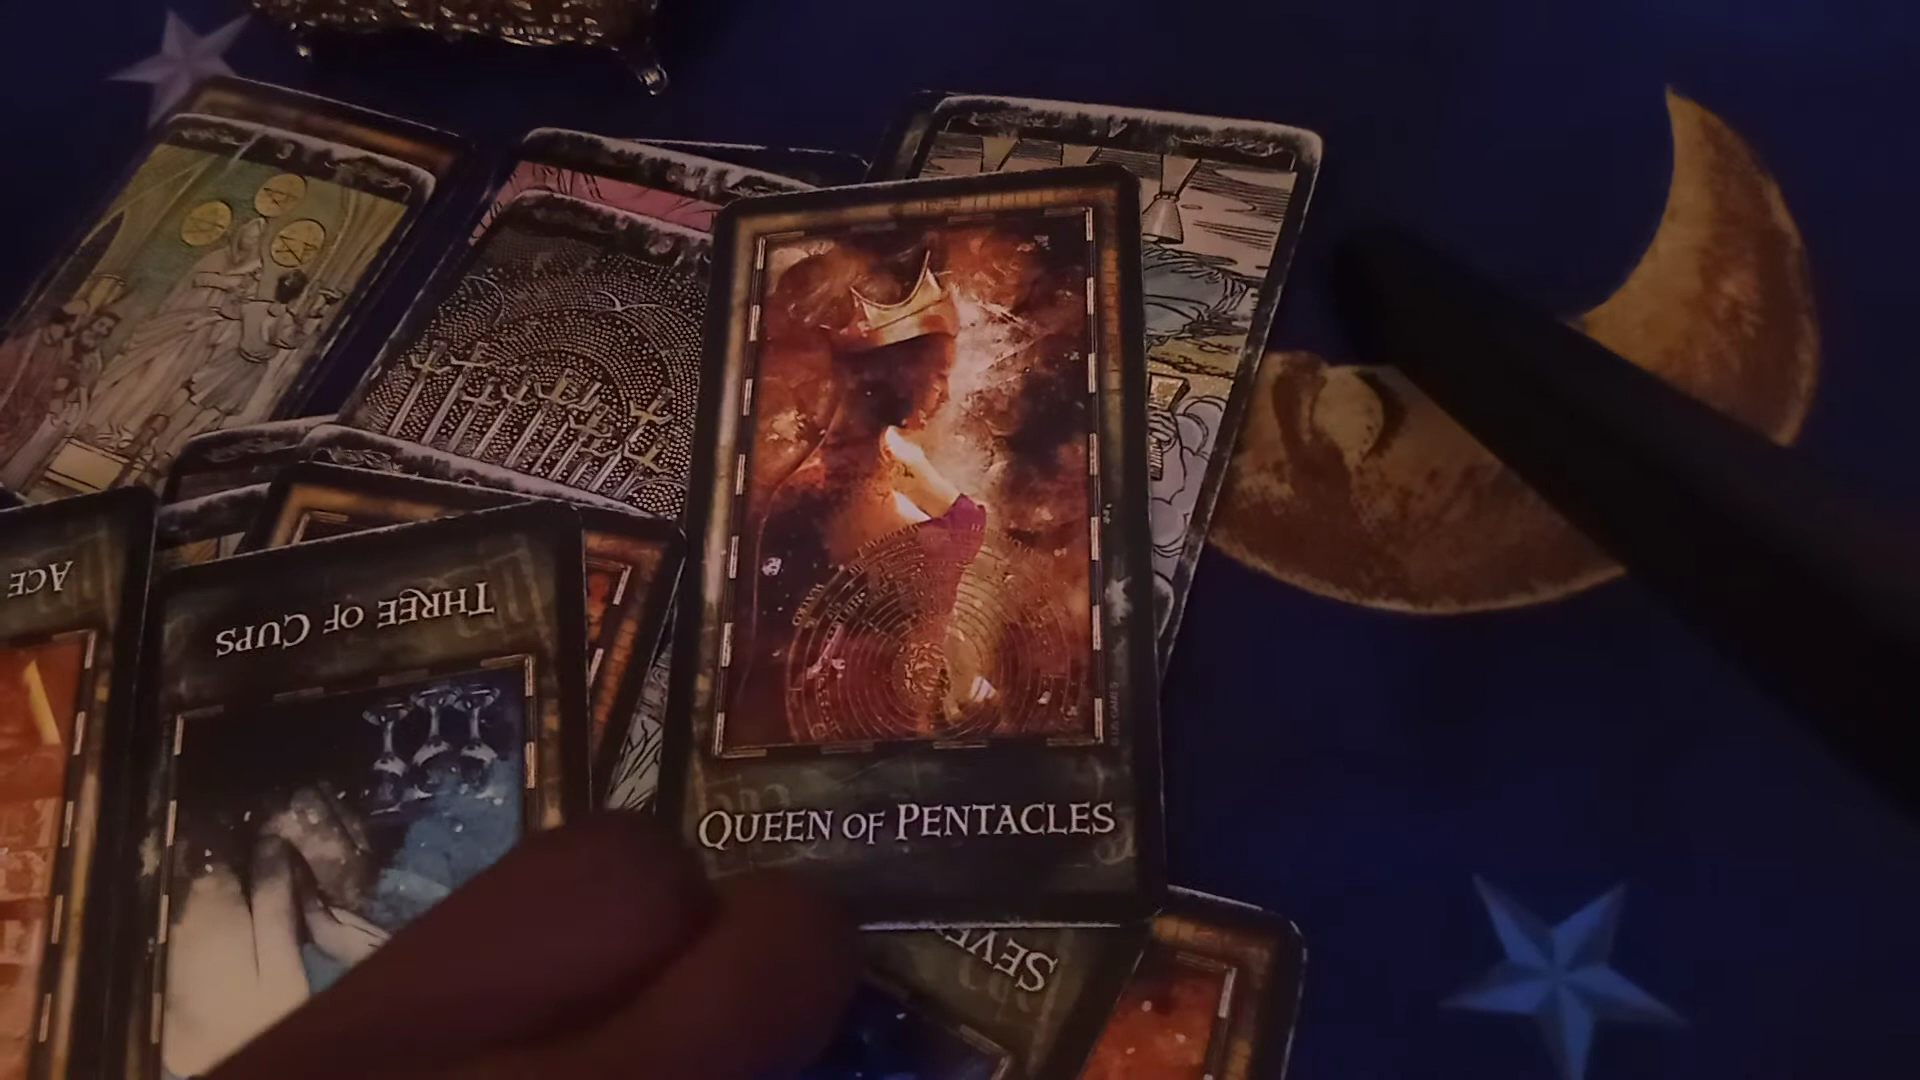 ACE
THREE OF CUPS
QUEEN OF PENTACLES
SEVE